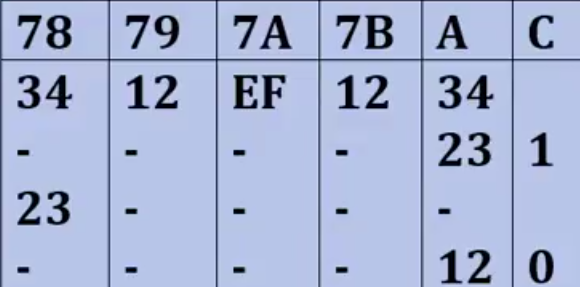 78 79 7A 7B A C
34 12 EF 12 34
- - - - 23 1
23 - - - -
- - - - 12 0